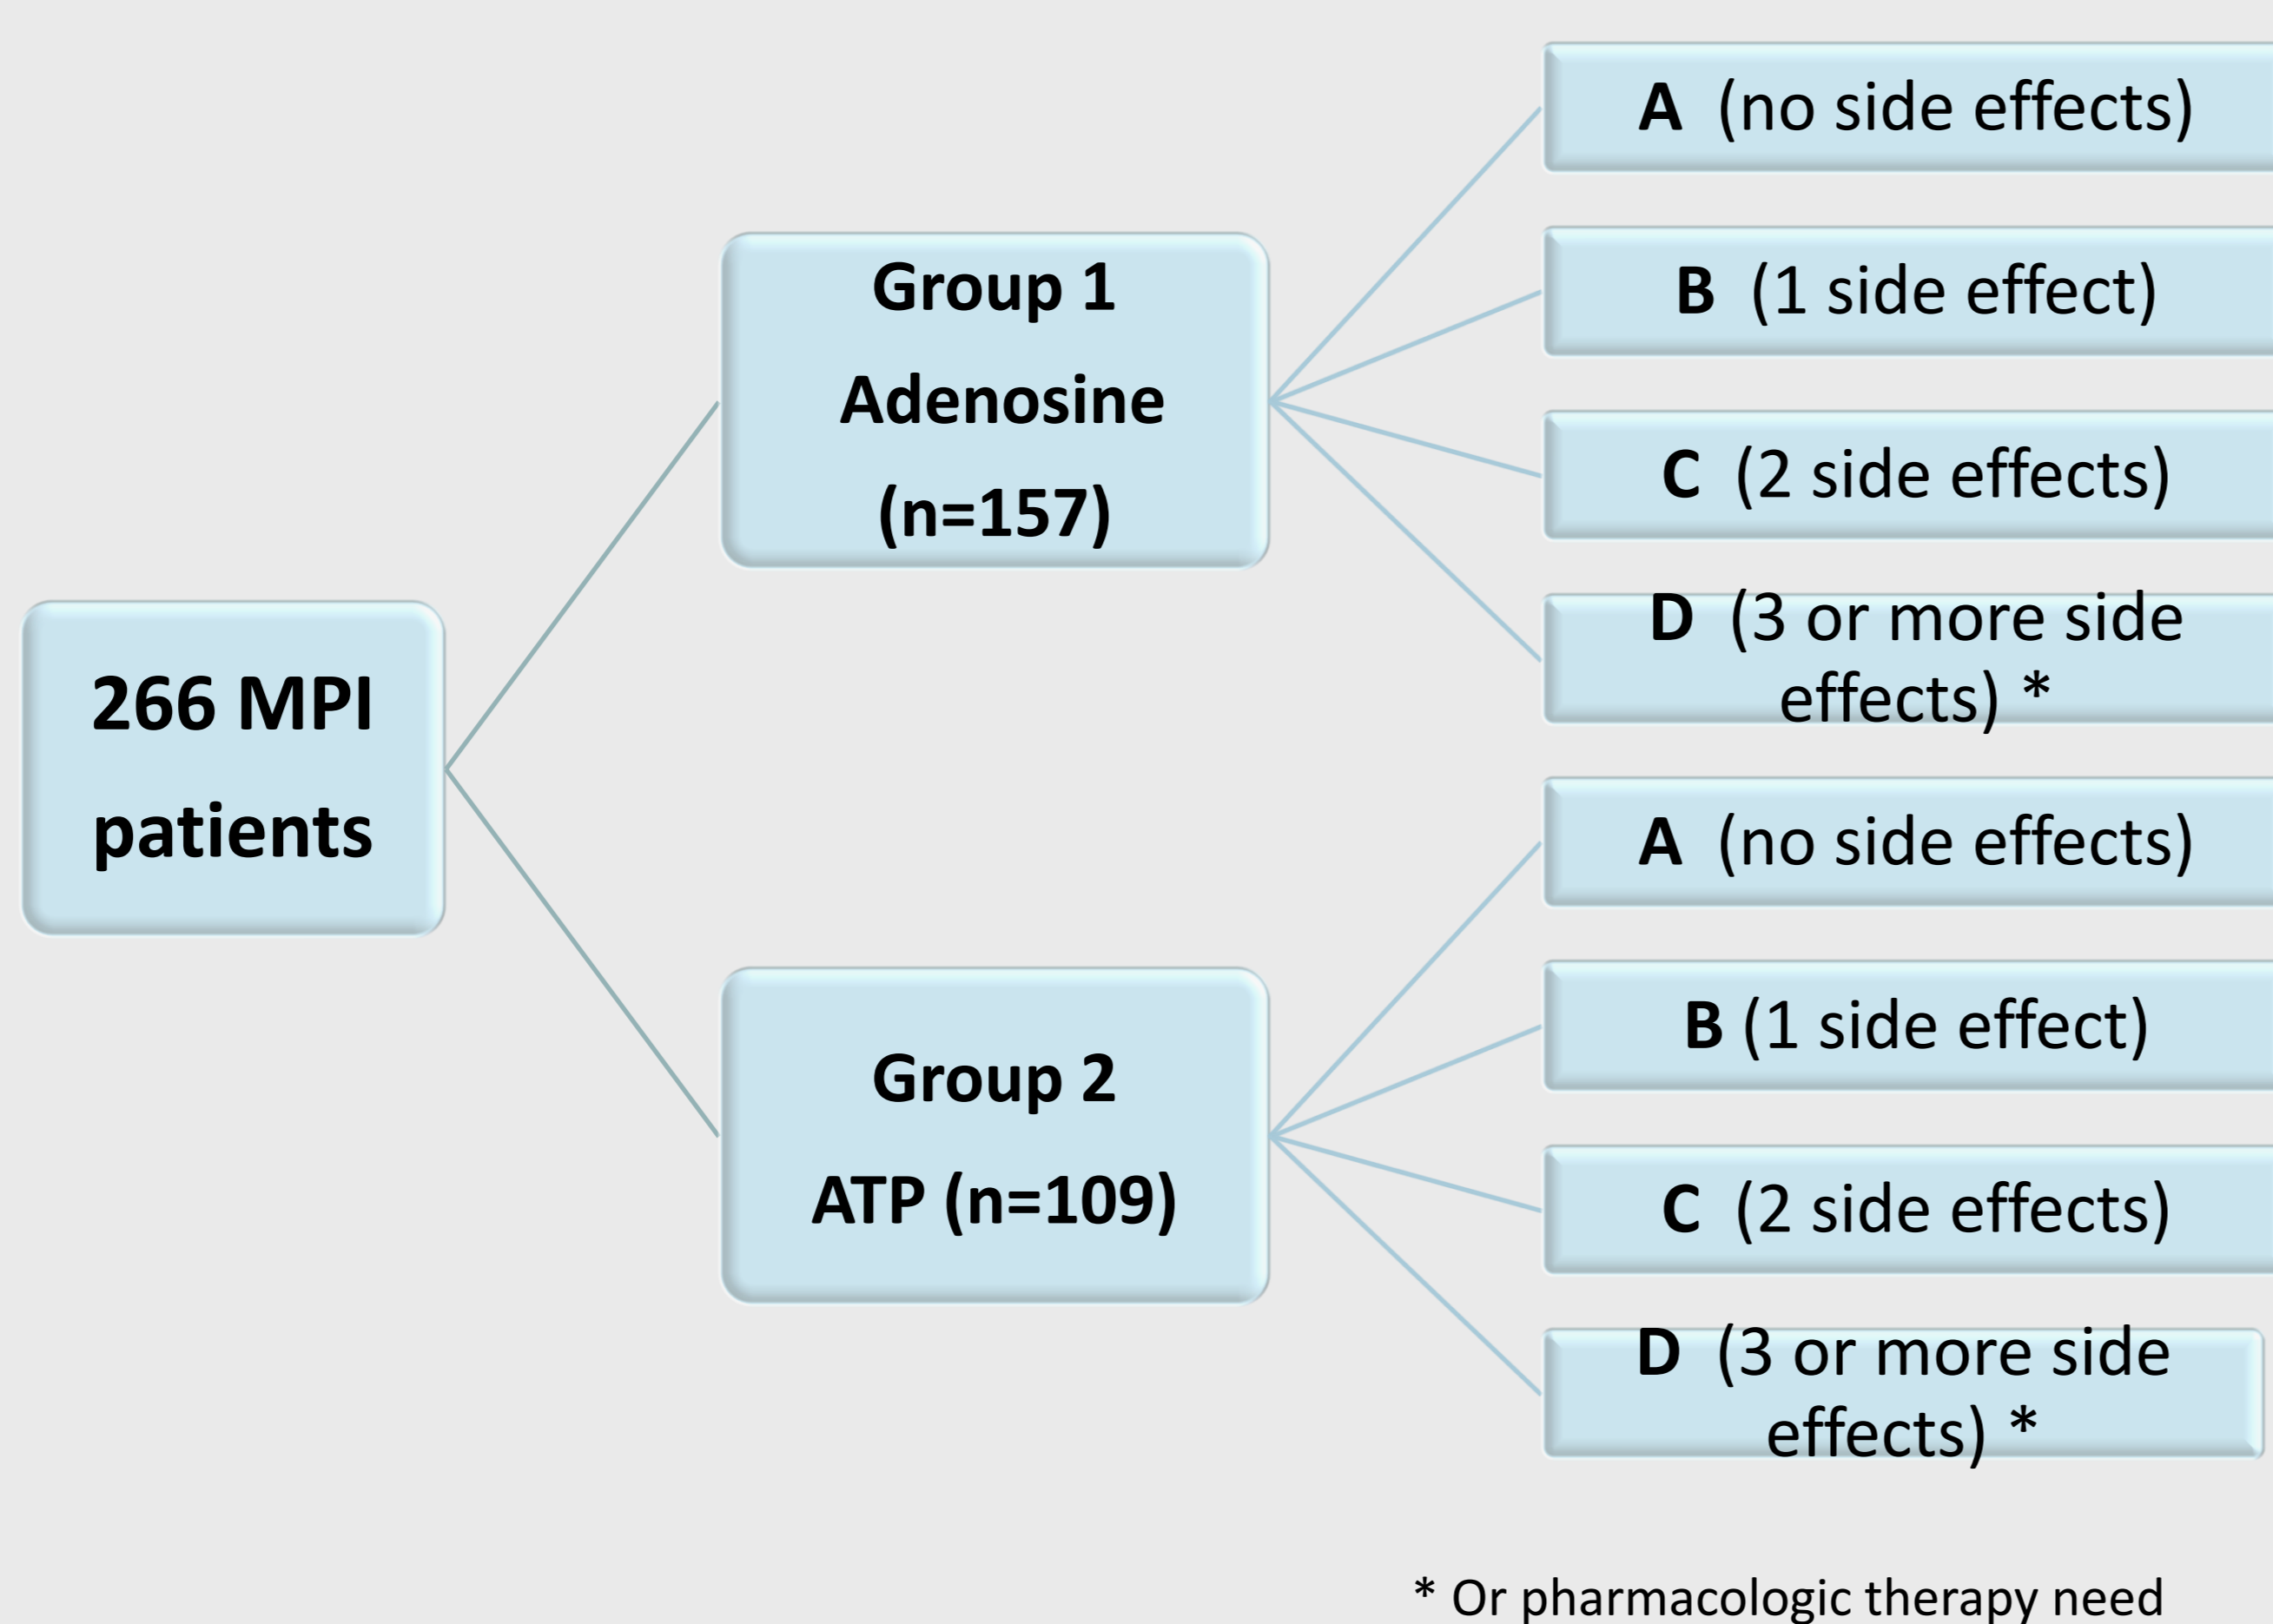 266 MPI
patients
Group 1
Adenosine
(n=157)
A (no side effects)
B (1 side effect)
C (2 side effects)
D (3 or more side
effects) *
Group 2
ATP (n=109)
A (no side effects)
B (1 side effect)
C (2 side effects)
D (3 or more side
effects) *
* Or pharmacologic therapy need